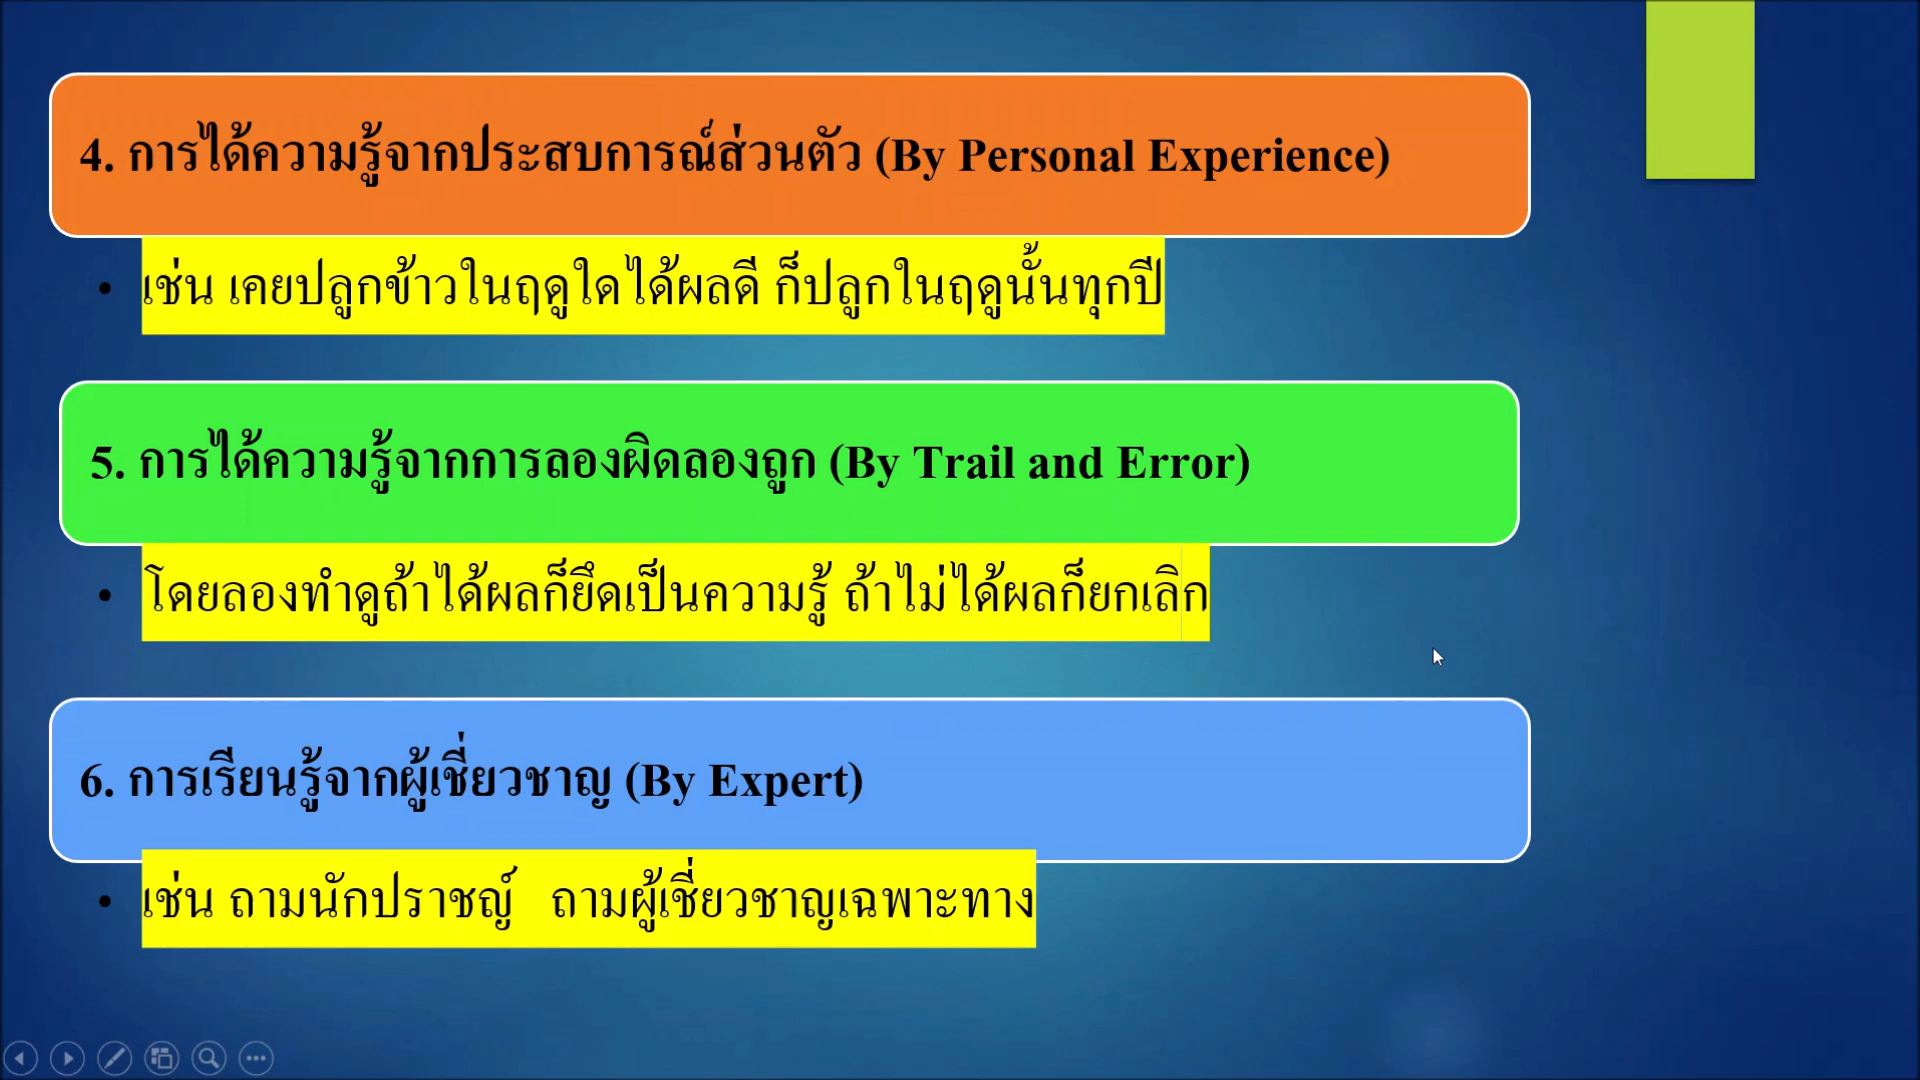 4. การได้ความรู้จากประสบการณ์ส่วนตัว (By Personal Experience)
• เช่น เคยปลูกข้าวในฤดูใดได้ผลดี ก็ปลูกในฤดูนั้นทุกปี
5. การได้ความรู้จากการลองผิดลองถูก (By Trail and Error)
• โดยลองทำดูถ้าได้ผลก็ยึดเป็นความรู้ ถ้าไม่ได้ผลก็ยกเลิก
6. การเรียนรู้จากผู้เชี่ยวชาญ (By Expert)
• เช่น ถามนักปราชญ์ ถามผู้เชี่ยวชาญเฉพาะทาง